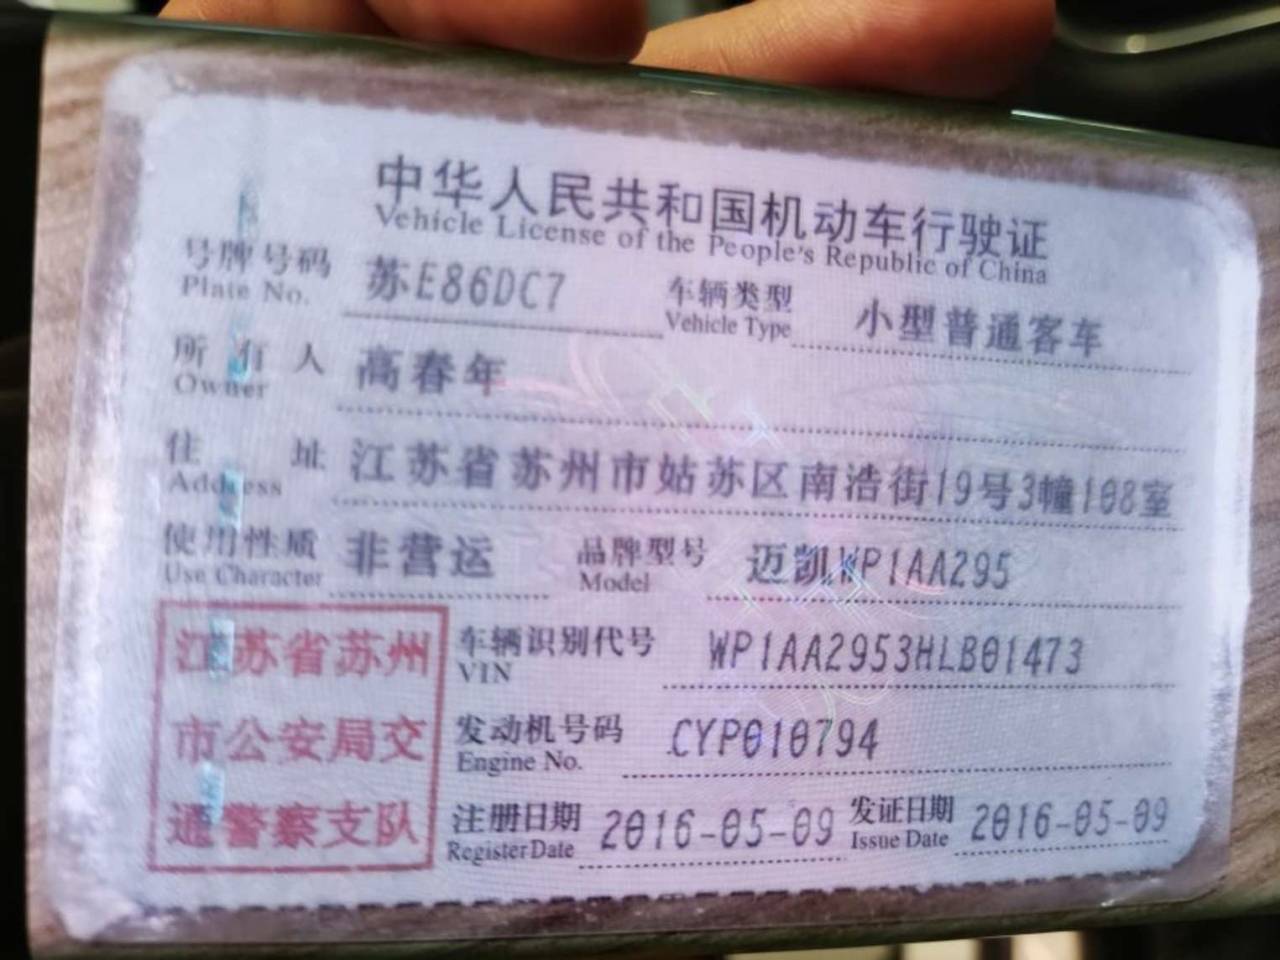 中华人民共和国机动车行驶证
Vehicle License of the People's Republic of China
号牌号码 苏E86DC7 车辆类型 小型普通客车
Plate No. Vehicle Type
所有人 高春年
Owner
住址 江苏省苏州市姑苏区南浩街19号3幢108室
Address
使用性质 非营运 品牌型号 迈凯WP1AA295
Use Character Model
江苏省苏州
市公安局交
通警察支队
车辆识别代号 WP1AA2953HLB01473
VIN
发动机号码 CYP010794
Engine No.
注册日期 2016-05-09 发证日期 2016-05-09
Register Date Issue Date